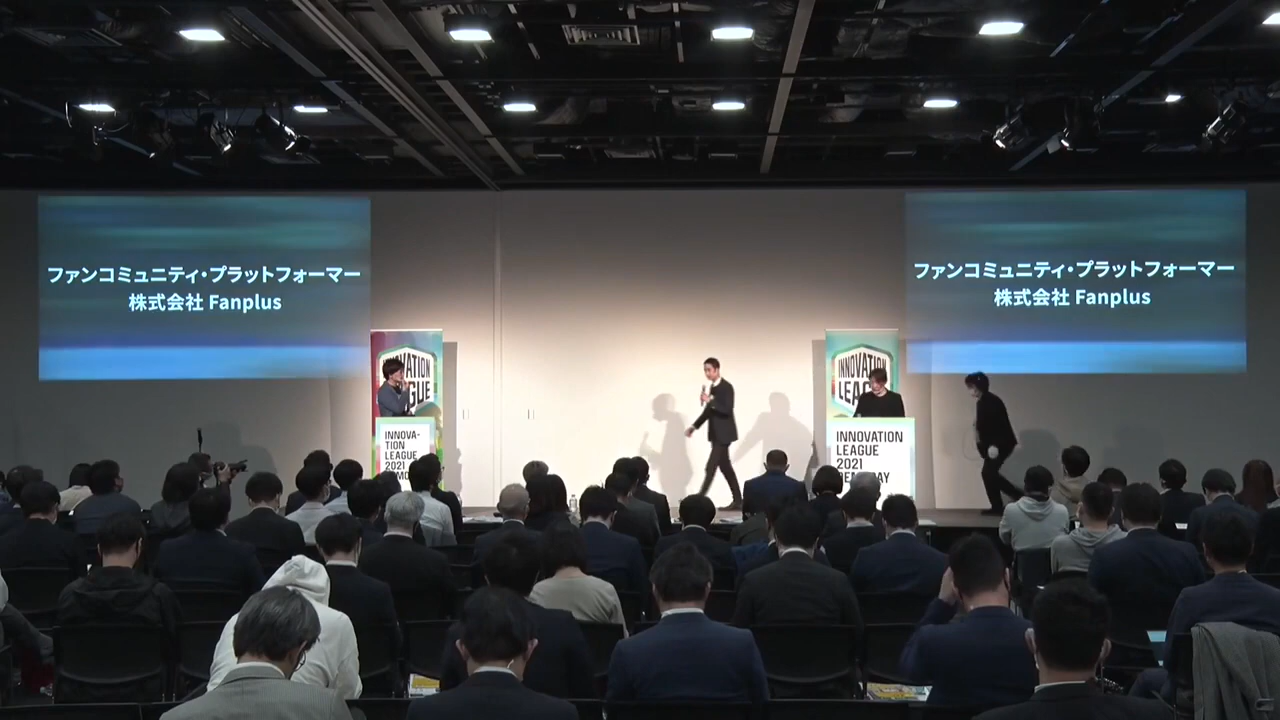 ファンコミュニティ・プラットフォーマー
株式会社 Fanplus
ファンコミュニティ・プラットフォーマー
株式会社 Fanplus
INNOVATION
INNOVATION
LEAGUE
INNOVA-
TION
LEAGUE
2021
INNOVATION
LEAGUE
2021